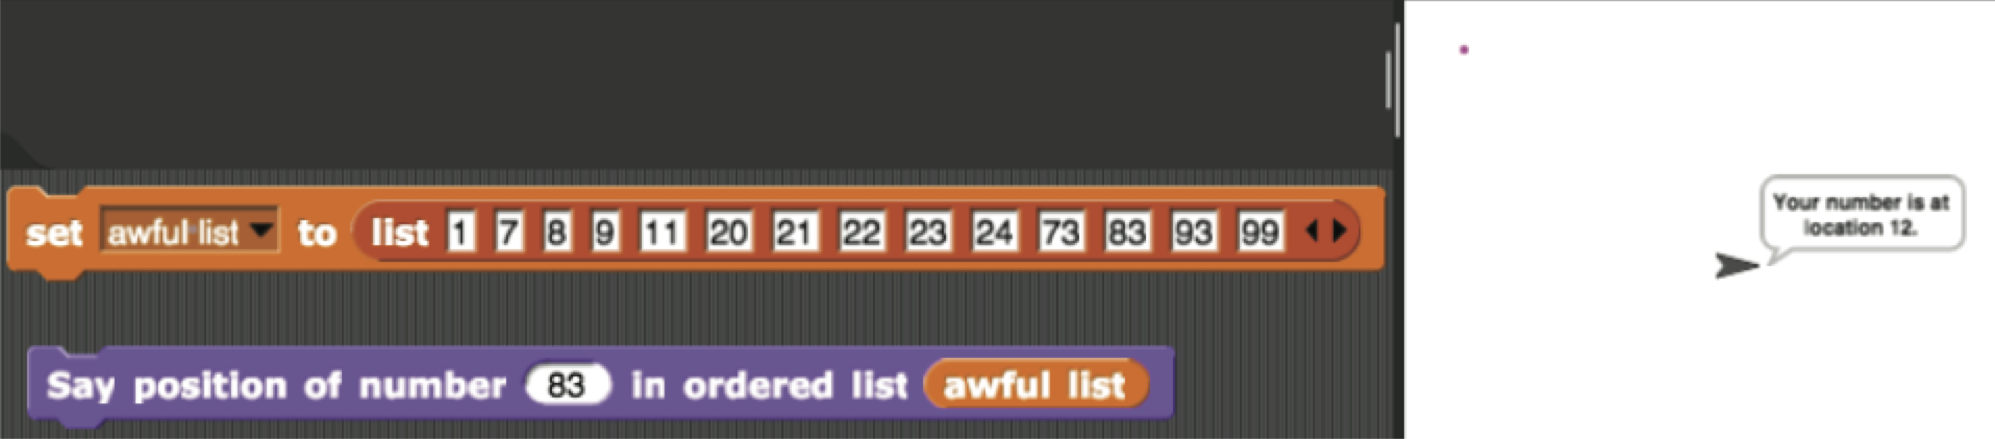 set awful list to list 1 7 8 9 11 20 21 22 23 24 73 83 93 99
Say position of number 83 in ordered list awful list
Your number is at
location 12.